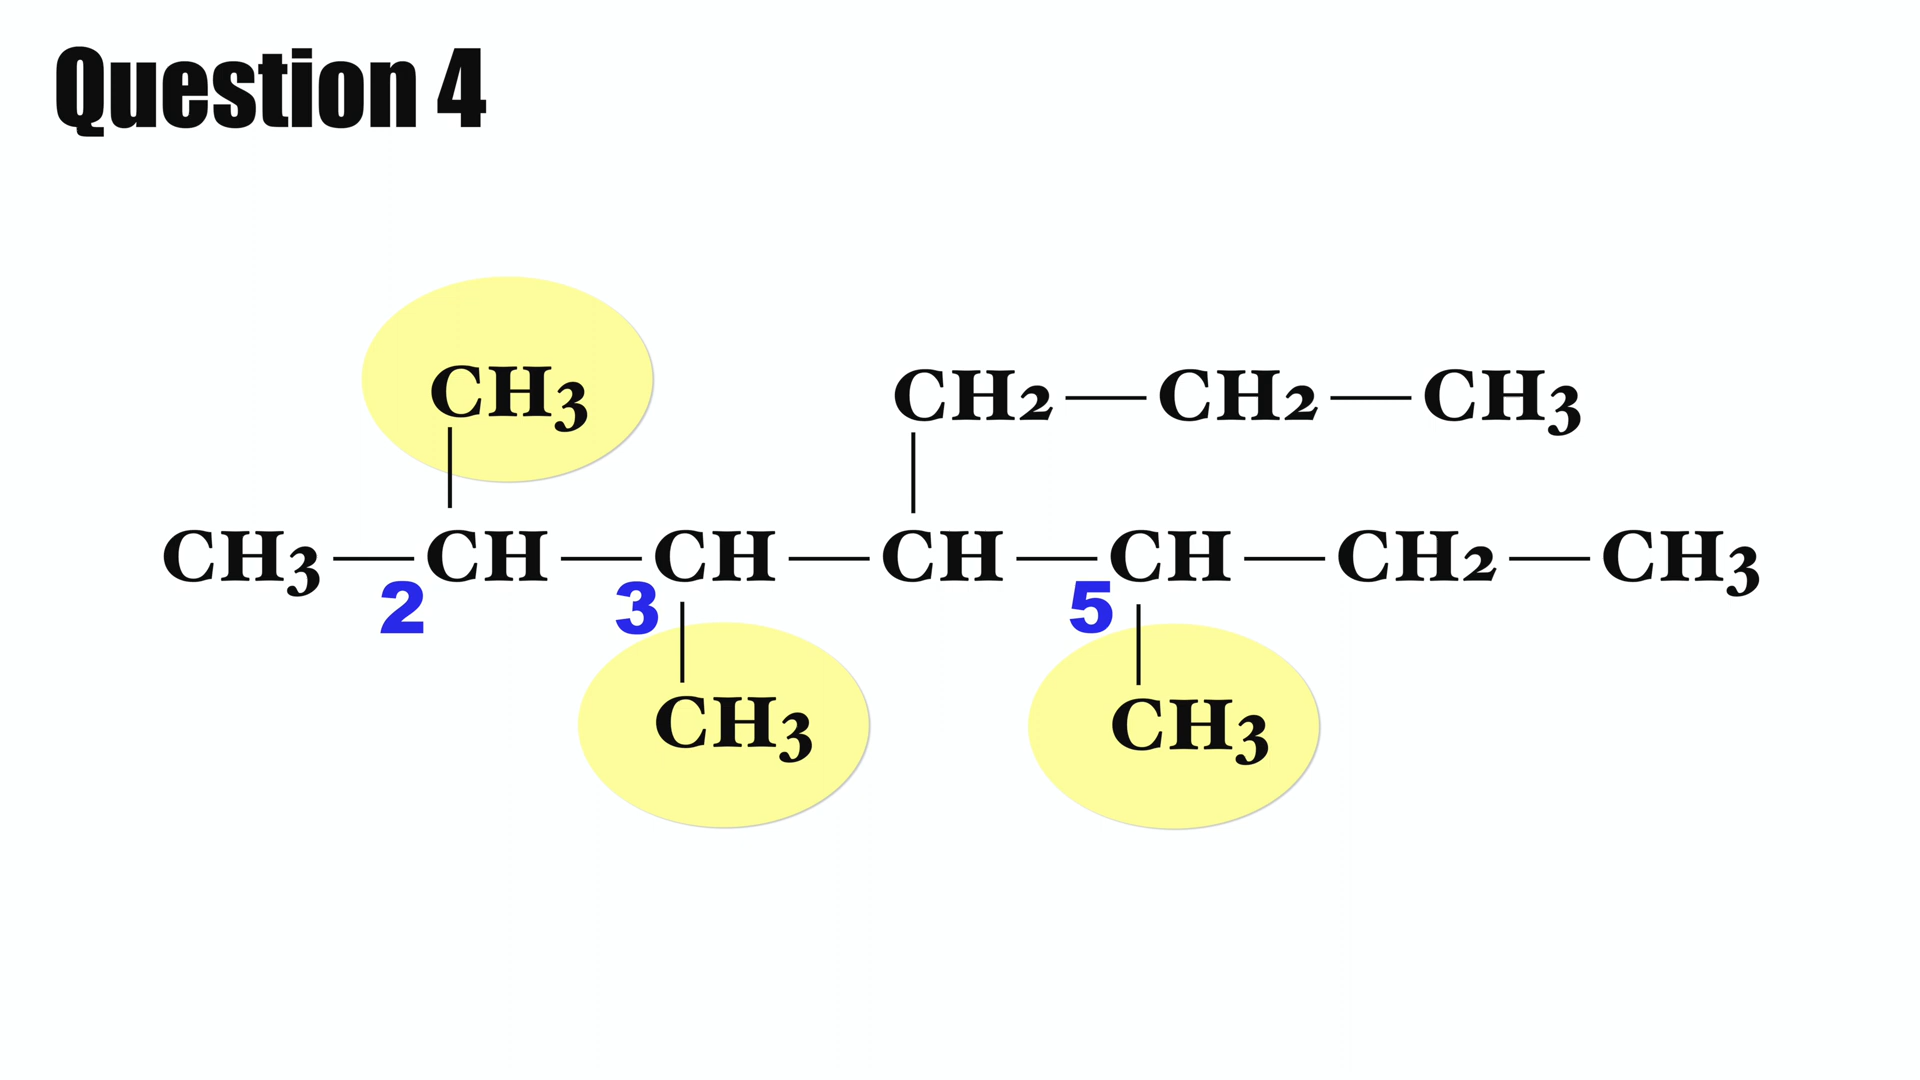 Question 4
CH3
CH2—CH2—CH3
CH3—CH—CH—CH—CH—CH2—CH3
2 3 5
CH3 CH3